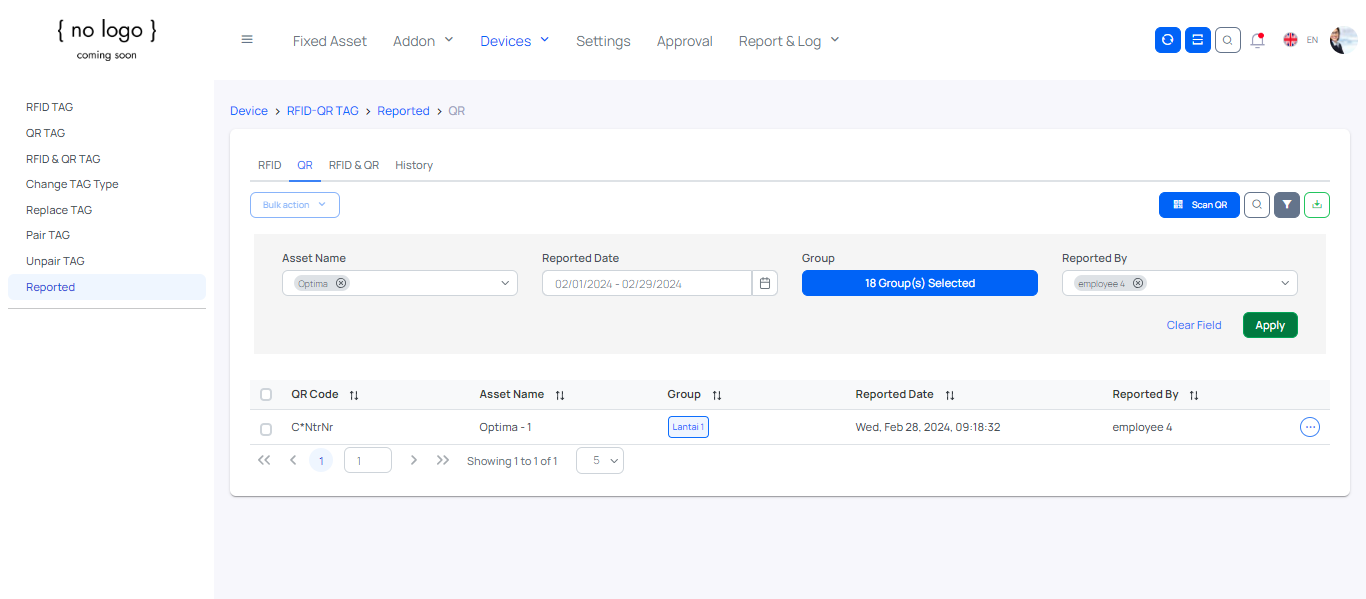 { no logo }
coming soon
Fixed Asset Addon Devices Settings Approval Report & Log EN
RFID TAG
QR TAG
RFID & QR TAG
Change TAG Type
Replace TAG
Pair TAG
Unpair TAG
Reported
Device > RFID-QR TAG > Reported > QR
RFID QR RFID & QR History
Bulk action Scan QR
Asset Name Reported Date Group Reported By
Optima 02/01/2024 - 02/29/2024 18 Group(s) Selected employee 4
Clear Field Apply
QR Code Asset Name Group Reported Date Reported By
C*NtrNr Optima - 1 Lantai 1 Wed, Feb 28, 2024, 09:18:32 employee 4
1 1 Showing 1 to 1 of 1 5